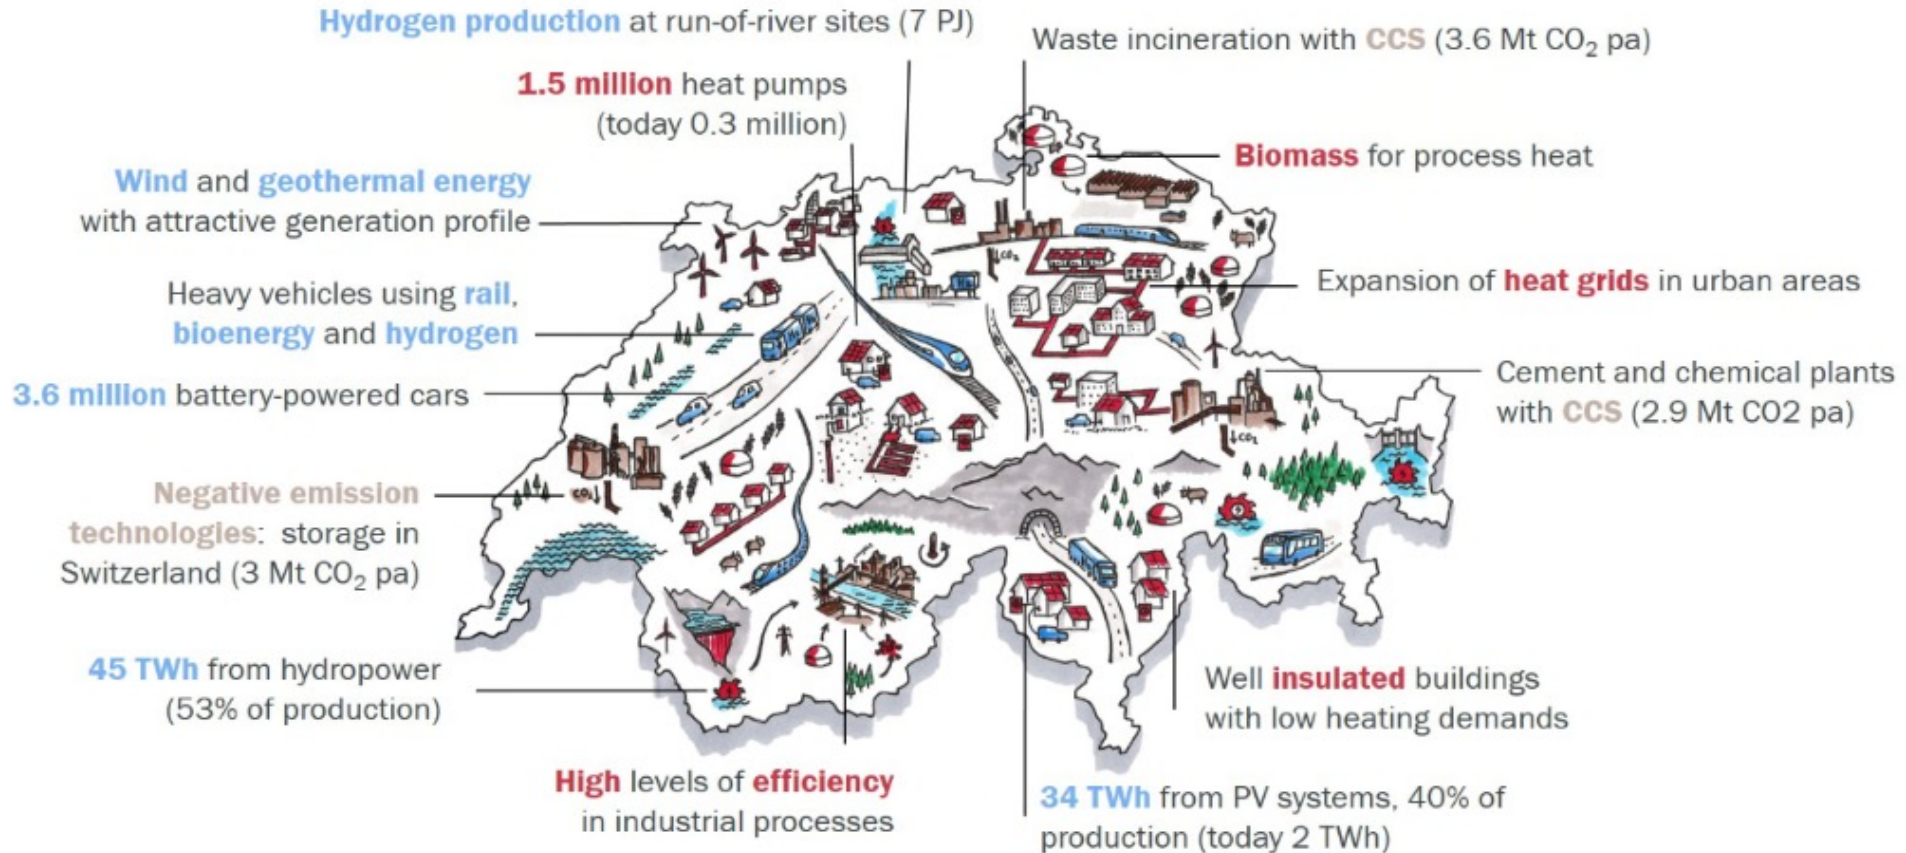 Hydrogen production at run-of-river sites (7 PJ)
Waste incineration with CCS (3.6 Mt CO₂ pa)
1.5 million heat pumps
(today 0.3 million)
Biomass for process heat
Wind and geothermal energy
with attractive generation profile
Expansion of heat grids in urban areas
Heavy vehicles using rail,
bioenergy and hydrogen
3.6 million battery-powered cars
Cement and chemical plants
with CCS (2.9 Mt CO2 pa)
Negative emission
technologies: storage in
Switzerland (3 Mt CO₂ pa)
45 TWh from hydropower
(53% of production)
Well insulated buildings
with low heating demands
High levels of efficiency
in industrial processes
34 TWh from PV systems, 40% of
production (today 2 TWh)
CO₂
CO₂
CO₂